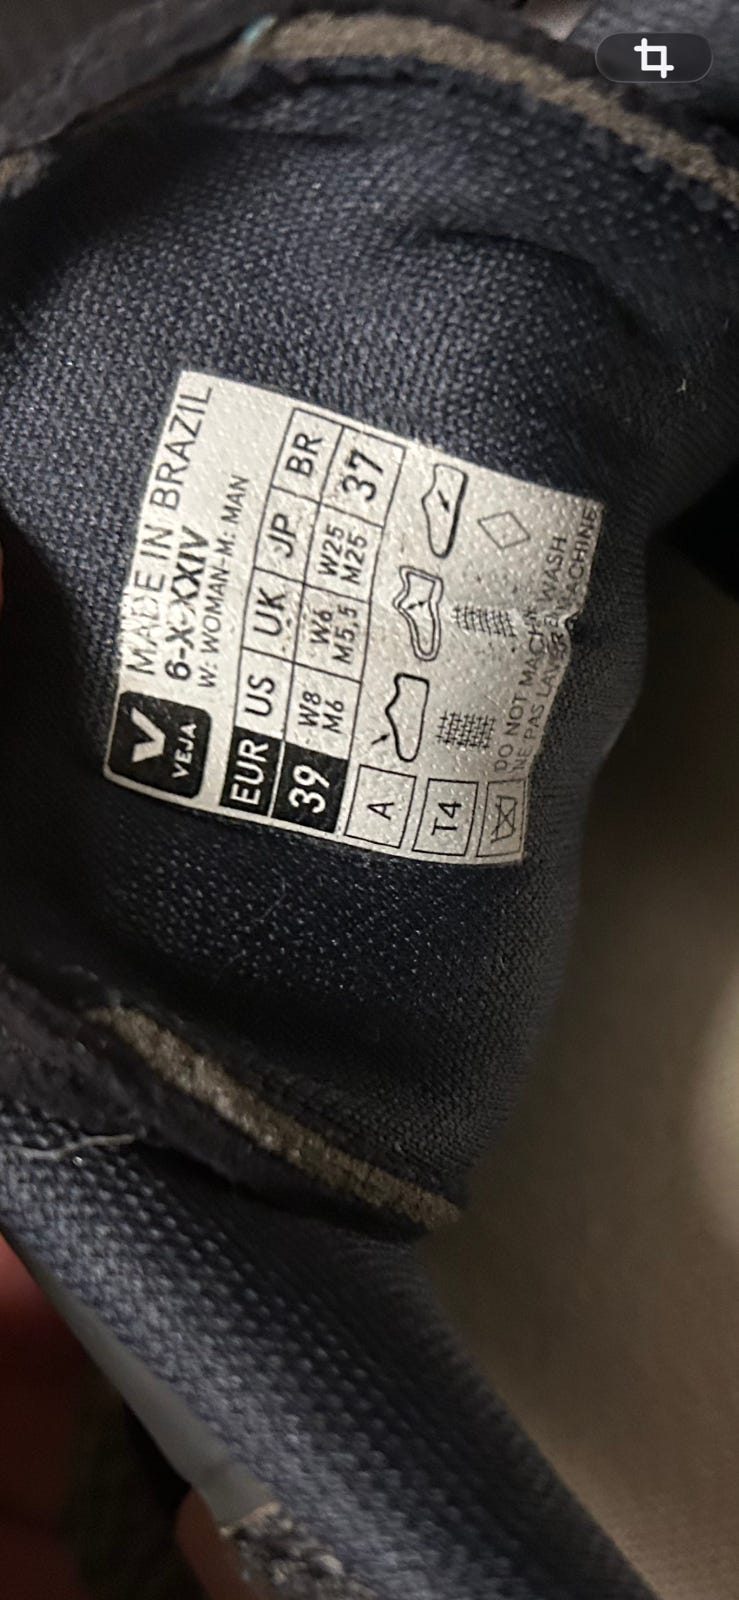 V
VEJA
MADE IN BRAZIL
6-X-XXIV
W: WOMAN-M: MAN
EUR US UK JP BR
39 W8 W6 W25 37
M6 M5,5 M25
A
T4
DO NOT MACHINE WASH
NE PAS LAVER EN MACHINE